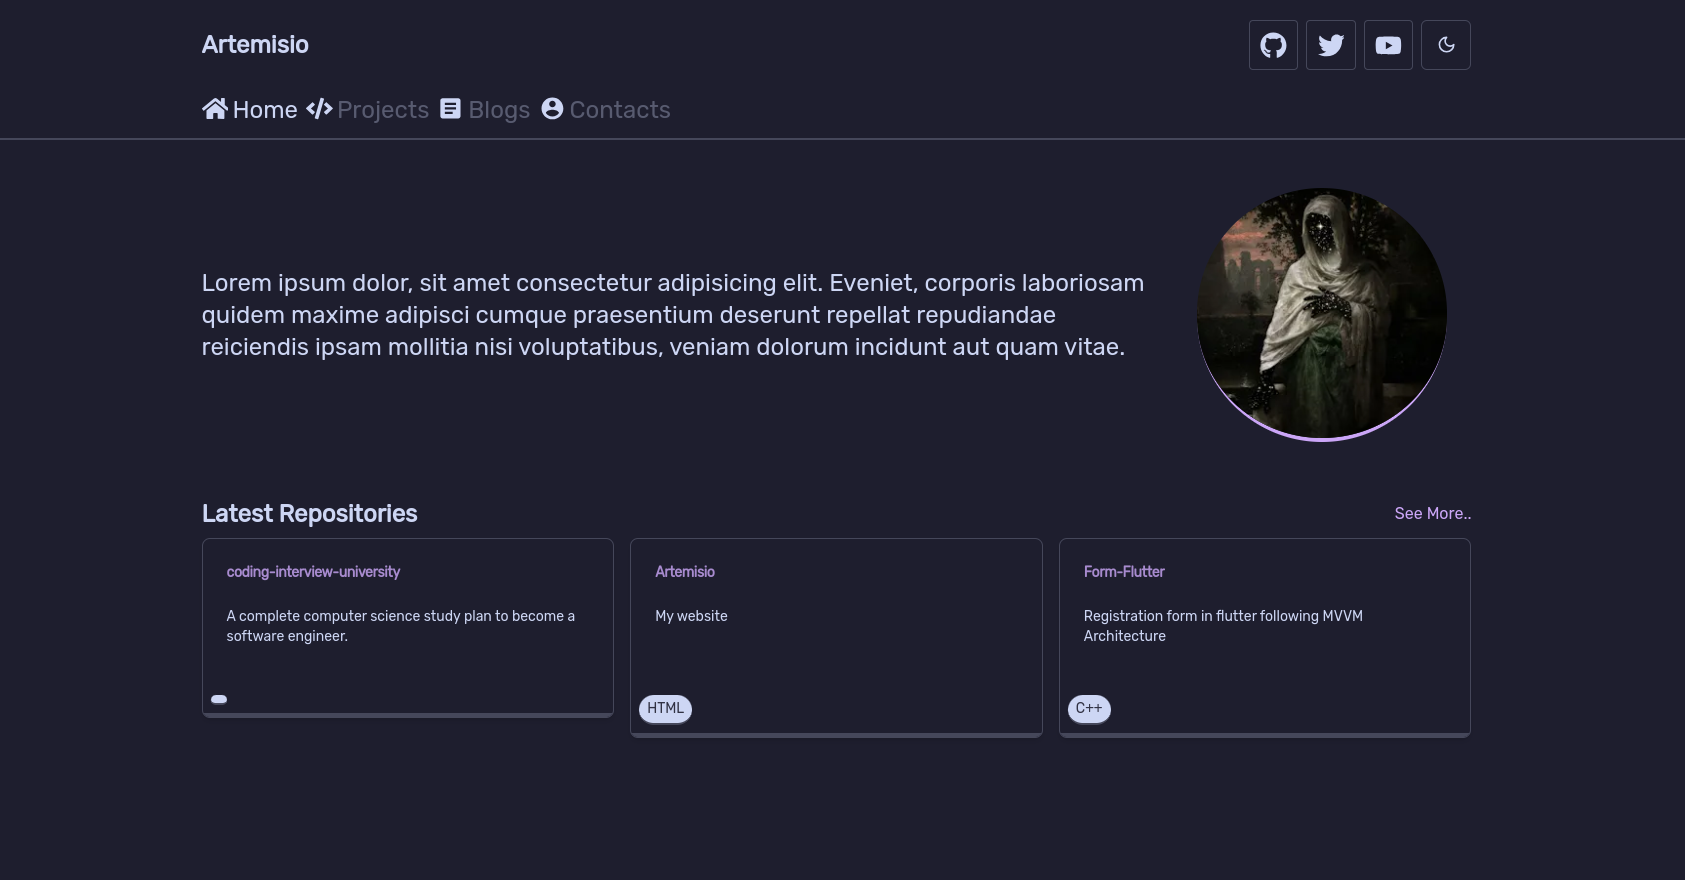 Artemisio
Home Projects Blogs Contacts
Lorem ipsum dolor, sit amet consectetur adipisicing elit. Eveniet, corporis laboriosam
quidem maxime adipisci cumque praesentium deserunt repellat repudiandae
reiciendis ipsam mollitia nisi voluptatibus, veniam dolorum incidunt aut quam vitae.
Latest Repositories
See More..
coding-interview-university
A complete computer science study plan to become a
software engineer.
Artemisio
My website
HTML
Form-Flutter
Registration form in flutter following MVVM
Architecture
C++